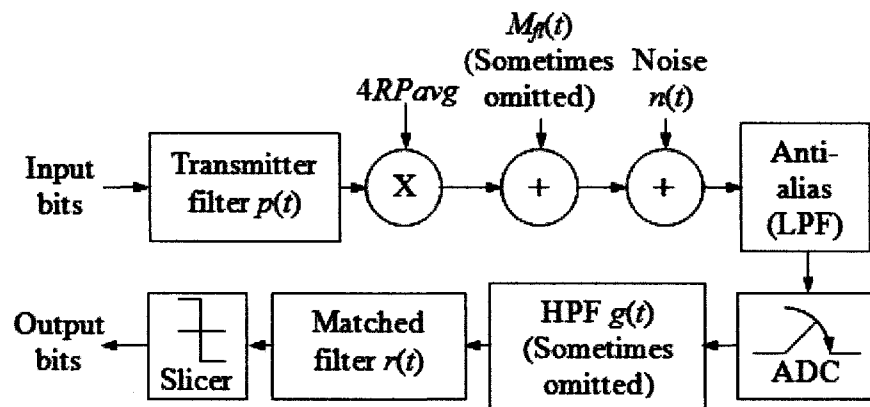 M_fl(t)
(Sometimes omitted)
Noise n(t)
4RPavg
Input bits
Transmitter filter p(t)
X
+
+
Anti-alias (LPF)
Output bits
Slicer
Matched filter r(t)
HPF g(t) (Sometimes omitted)
ADC